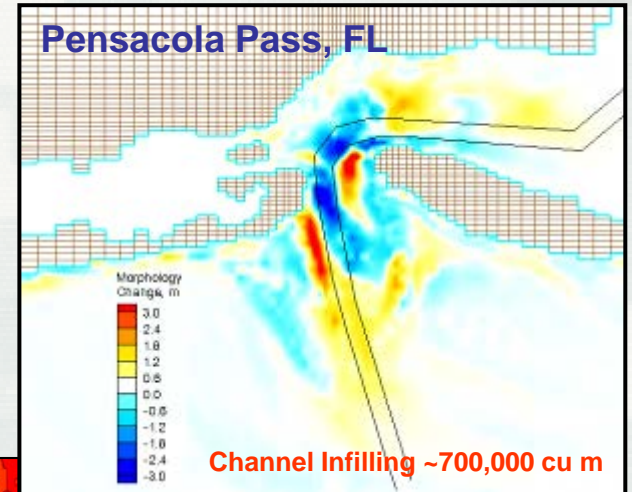 Pensacola Pass, FL
Morphology
Change, m
3.0
2.4
1.8
1.2
0.6
0.0
-0.6
-1.2
-1.8
-2.4
-3.0
Channel Infilling ~700,000 cu m